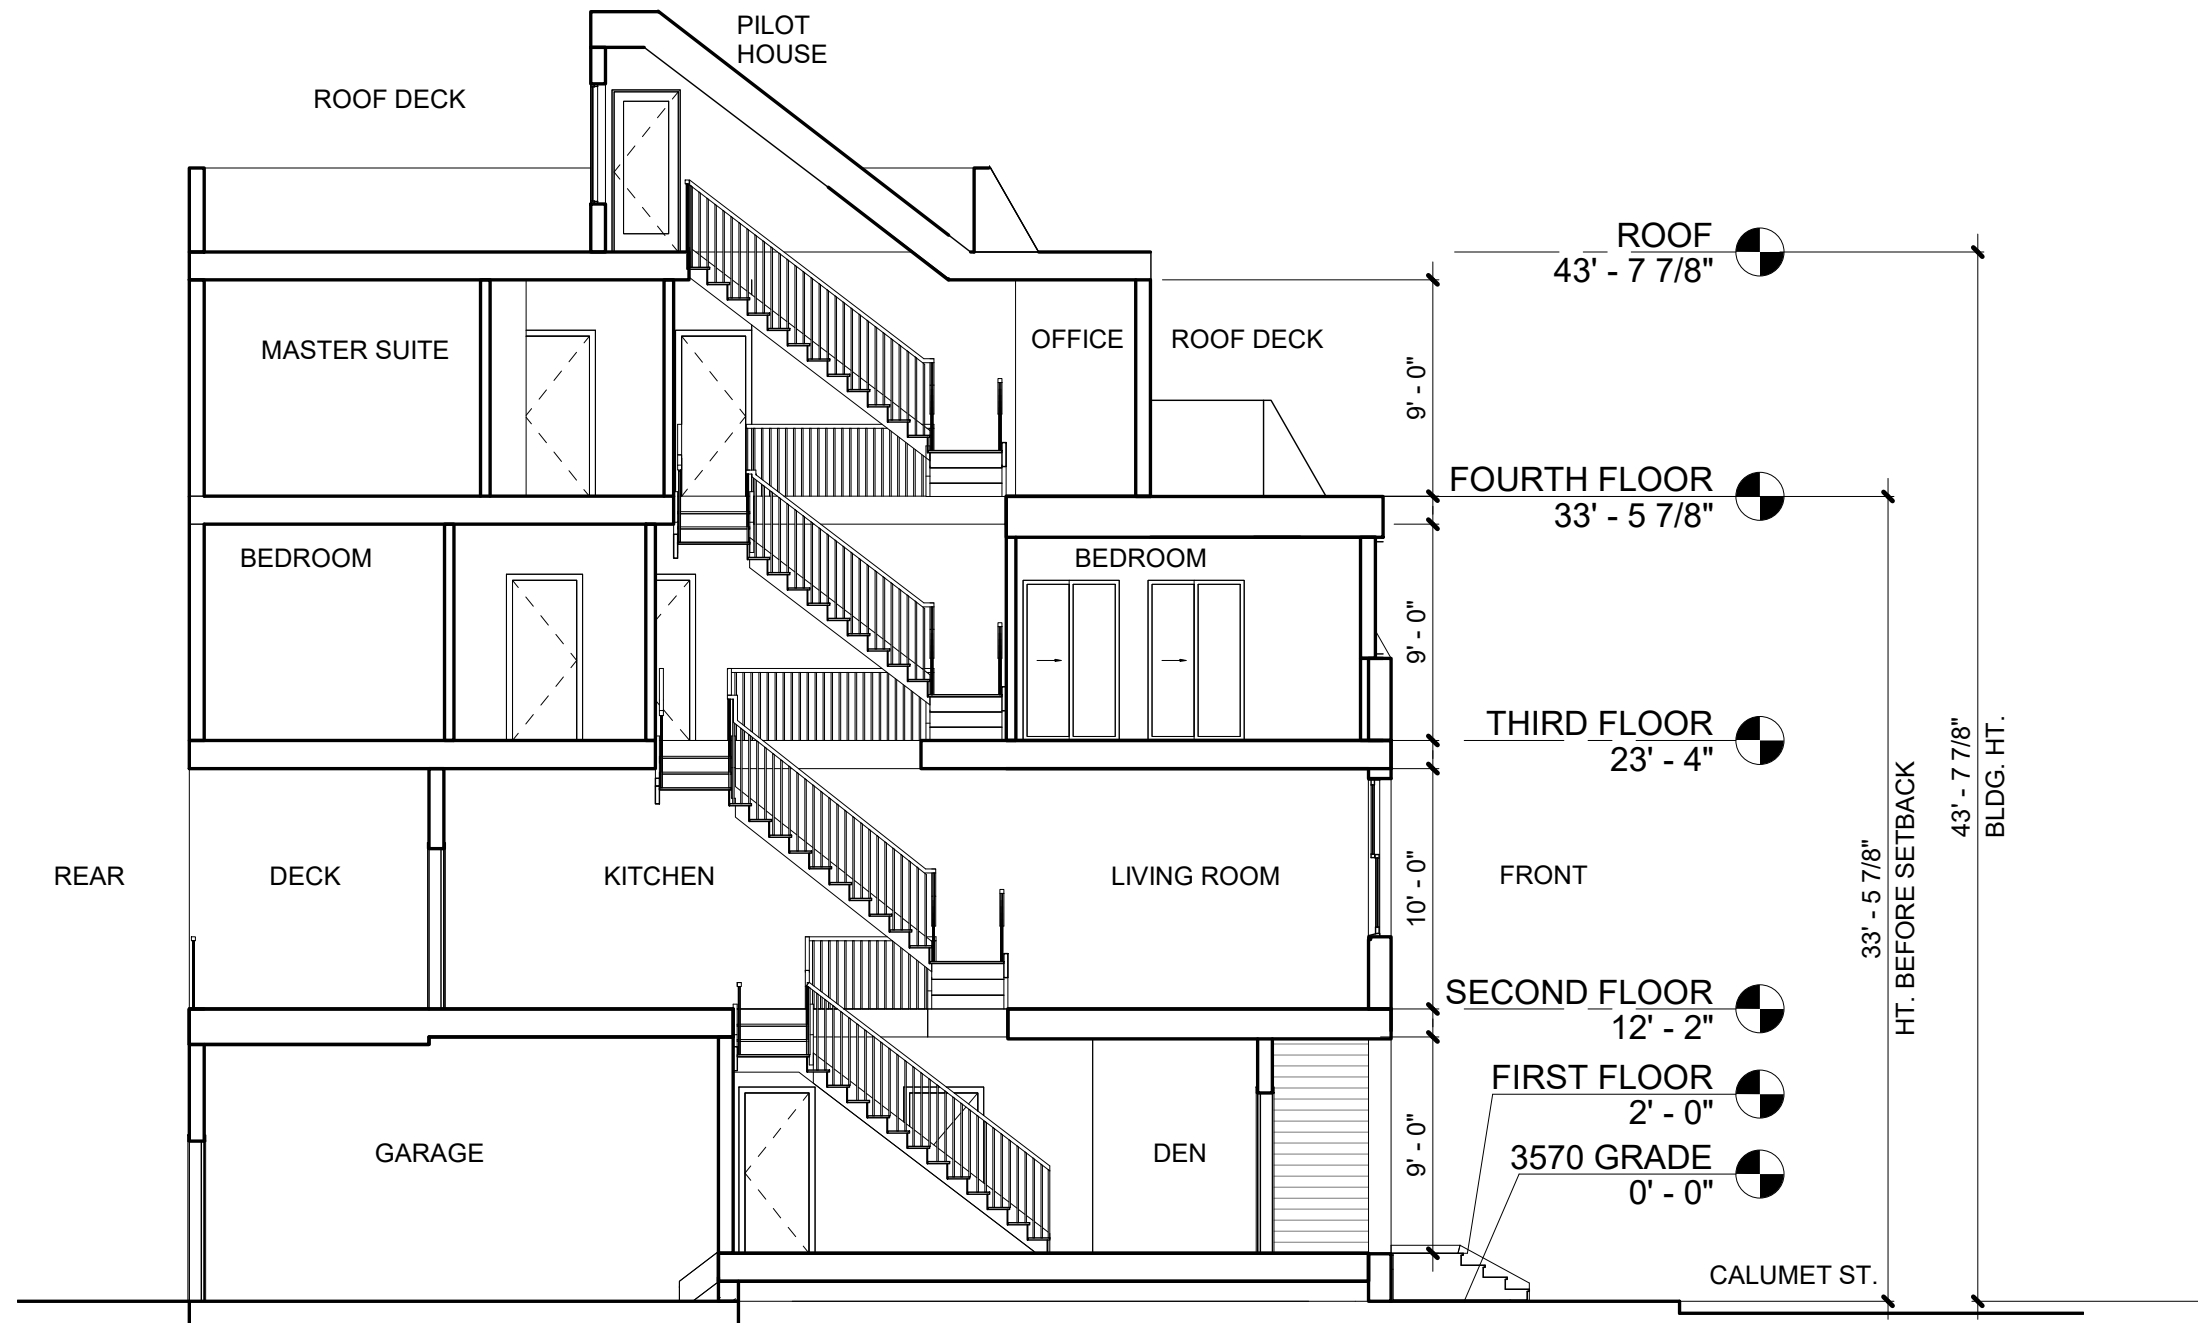 PILOT
HOUSE
ROOF DECK
ROOF
43' - 7 7/8"
MASTER SUITE
OFFICE
ROOF DECK
9' - 0"
FOURTH FLOOR
33' - 5 7/8"
BEDROOM
BEDROOM
9' - 0"
THIRD FLOOR
23' - 4"
43' - 7 7/8"
BLDG. HT.
33' - 5 7/8"
HT. BEFORE SETBACK
REAR
DECK
KITCHEN
LIVING ROOM
10' - 0"
FRONT
SECOND FLOOR
12' - 2"
FIRST FLOOR
2' - 0"
GARAGE
DEN
9' - 0"
3570 GRADE
0' - 0"
CALUMET ST.